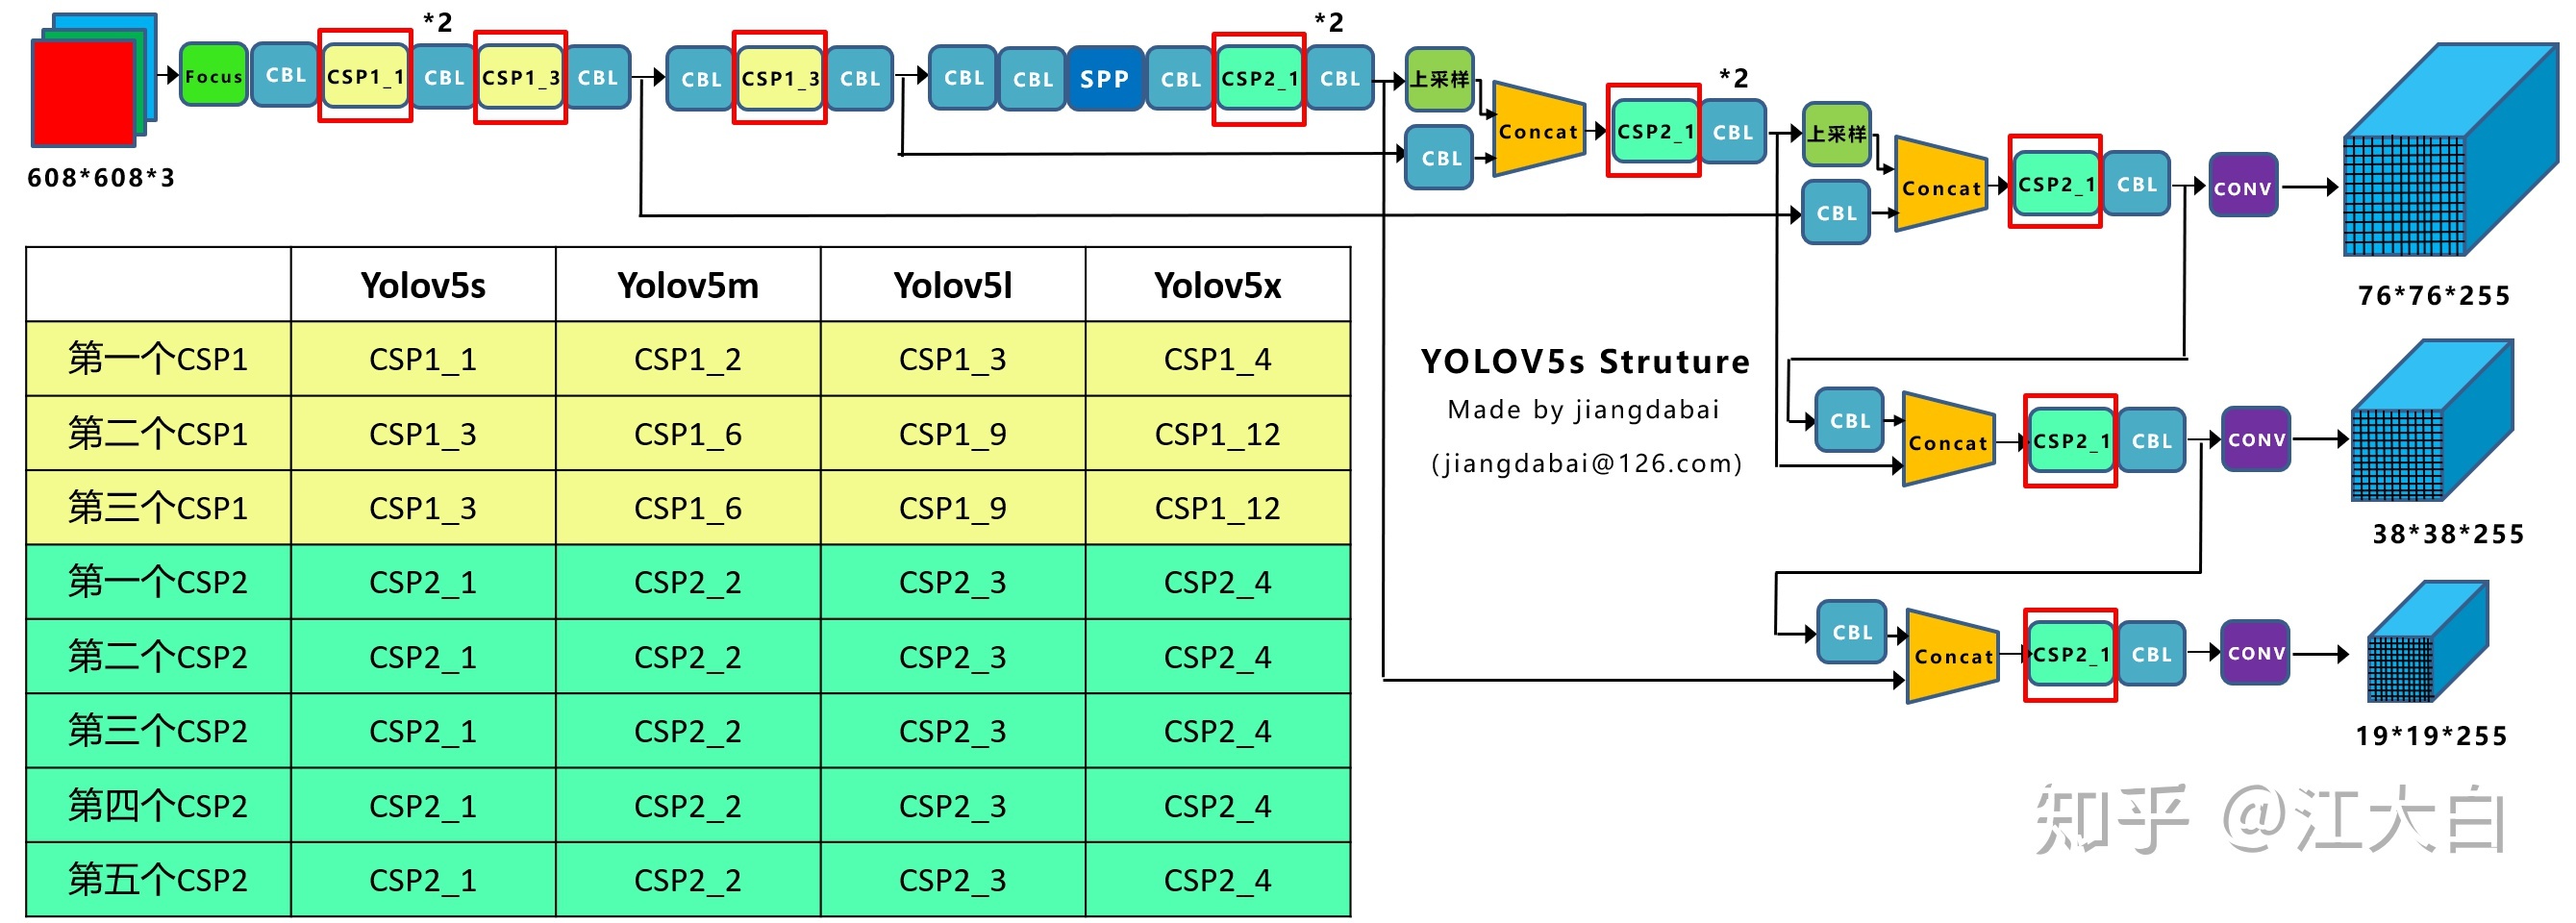 *2
*2
Focus CBL CSP1_1 CBL CSP1_3 CBL CBL CSP1_3 CBL CBL CBL SPP CBL CSP2_1 CBL 上采样
*2
CBL Concat CSP2_1 CBL 上采样
CBL Concat CSP2_1 CBL CONV
608*608*3
76*76*255
Yolov5s Yolov5m Yolov5l Yolov5x
第一个CSP1 CSP1_1 CSP1_2 CSP1_3 CSP1_4
第二个CSP1 CSP1_3 CSP1_6 CSP1_9 CSP1_12
第三个CSP1 CSP1_3 CSP1_6 CSP1_9 CSP1_12
第一个CSP2 CSP2_1 CSP2_2 CSP2_3 CSP2_4
第二个CSP2 CSP2_1 CSP2_2 CSP2_3 CSP2_4
第三个CSP2 CSP2_1 CSP2_2 CSP2_3 CSP2_4
第四个CSP2 CSP2_1 CSP2_2 CSP2_3 CSP2_4
第五个CSP2 CSP2_1 CSP2_2 CSP2_3 CSP2_4
YOLOV5s Struture
Made by jiangdabai
(jiangdabai@126.com)
CBL Concat CSP2_1 CBL CONV
38*38*255
CBL Concat CSP2_1 CBL CONV
19*19*255
知乎 @江大白